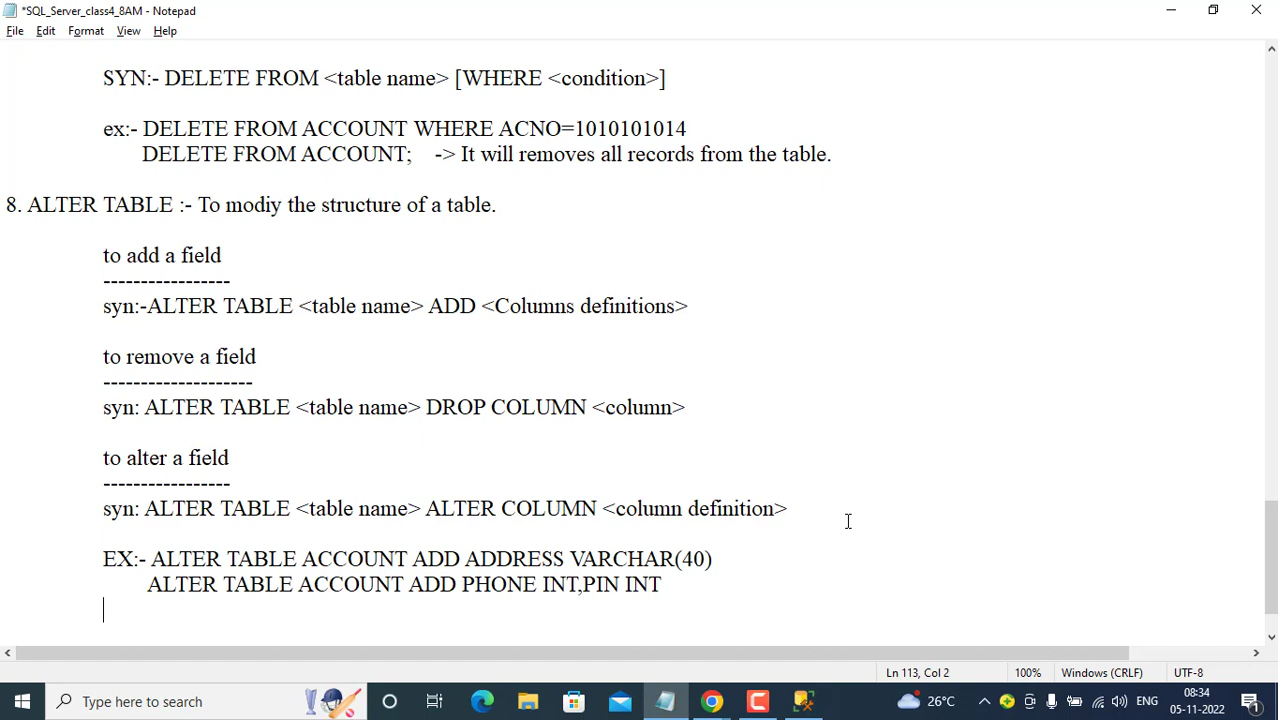 *SQL_Server_class4_8AM - Notepad
File Edit Format View Help
SYN:- DELETE FROM <table name> [WHERE <condition>]
ex:- DELETE FROM ACCOUNT WHERE ACNO=1010101014
DELETE FROM ACCOUNT; -> It will removes all records from the table.
8. ALTER TABLE :- To modiy the structure of a table.
to add a field
-----------------
syn:-ALTER TABLE <table name> ADD <Columns definitions>
to remove a field
--------------------
syn: ALTER TABLE <table name> DROP COLUMN <column>
to alter a field
-----------------
syn: ALTER TABLE <table name> ALTER COLUMN <column definition>
EX:- ALTER TABLE ACCOUNT ADD ADDRESS VARCHAR(40)
ALTER TABLE ACCOUNT ADD PHONE INT,PIN INT
Ln 113, Col 2 100% Windows (CRLF) UTF-8
Type here to search 26°C ENG 08:34 05-11-2022 1